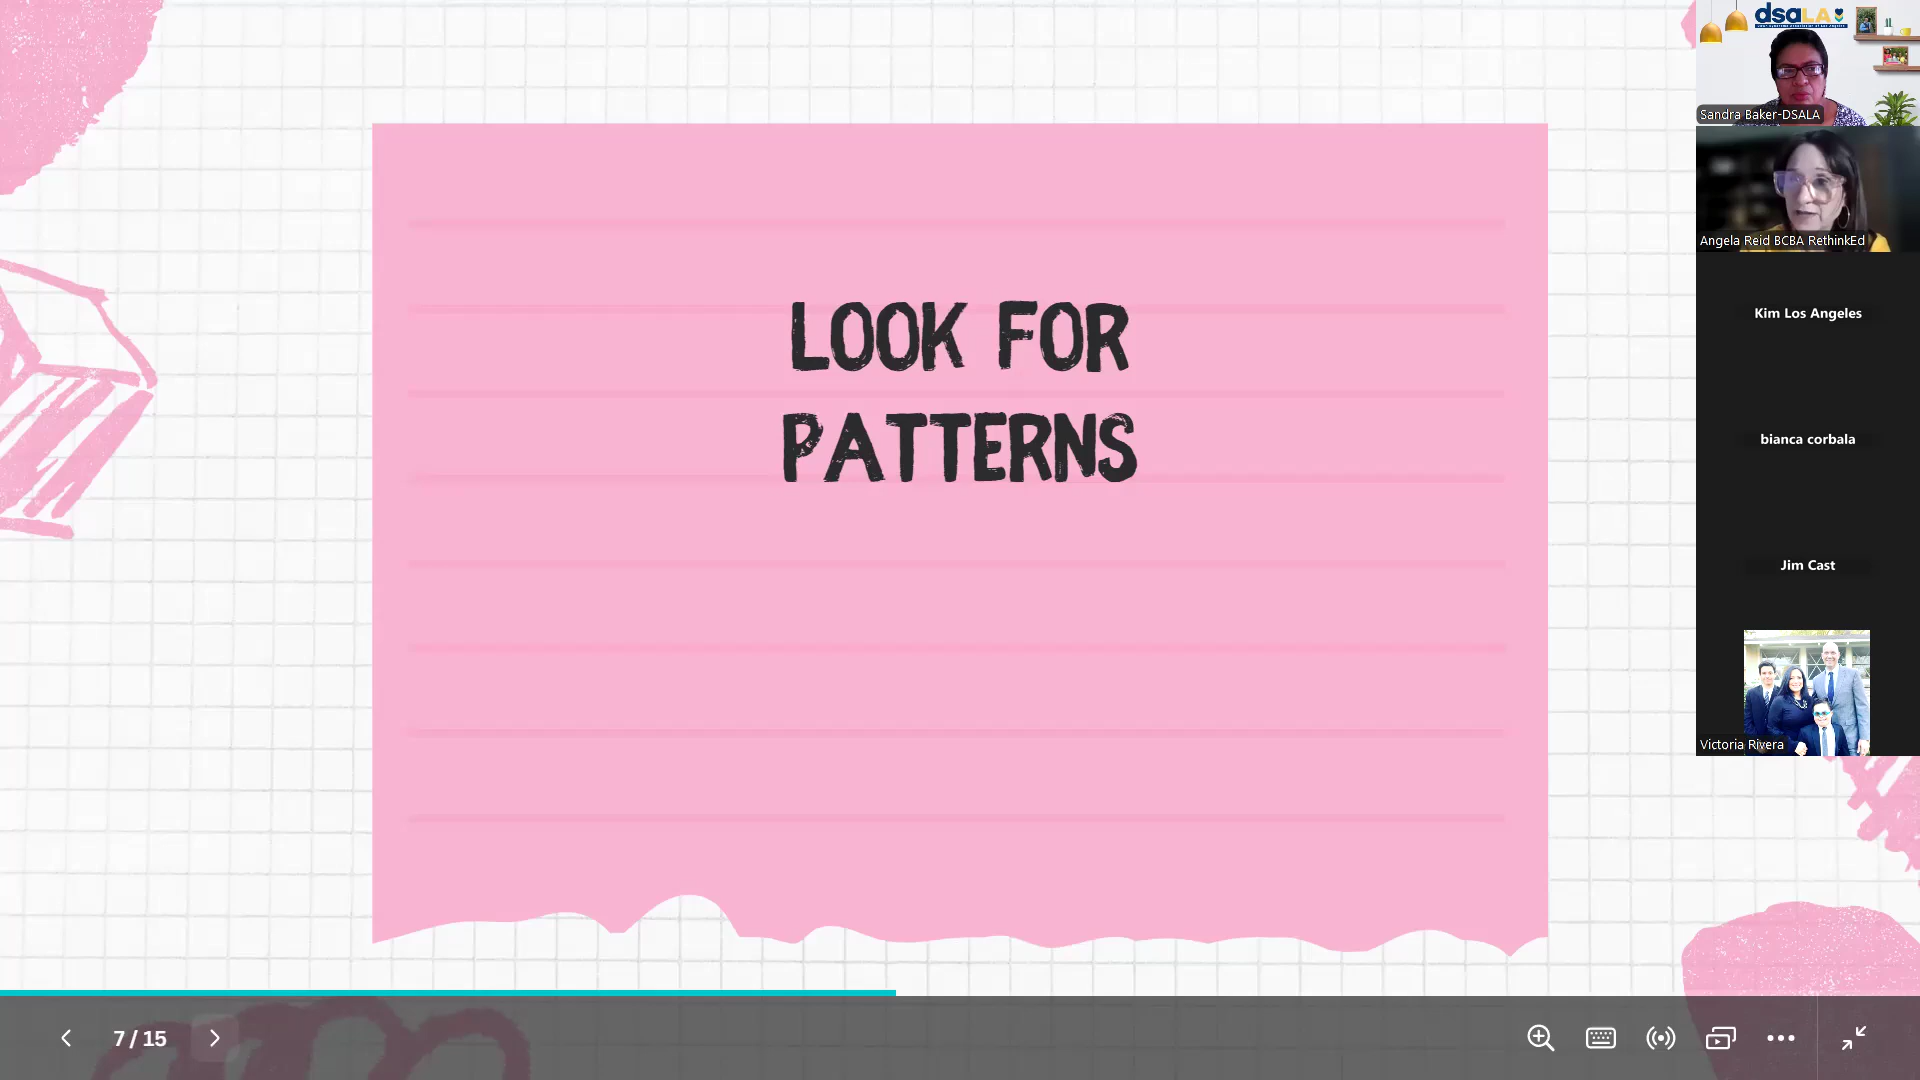 LOOK FOR
PATTERNS
dsaLA
Sandra Baker-DSALA
Angela Reid BCBA RethinkEd
Kim Los Angeles
bianca corbala
Jim Cast
Victoria Rivera
7 / 15